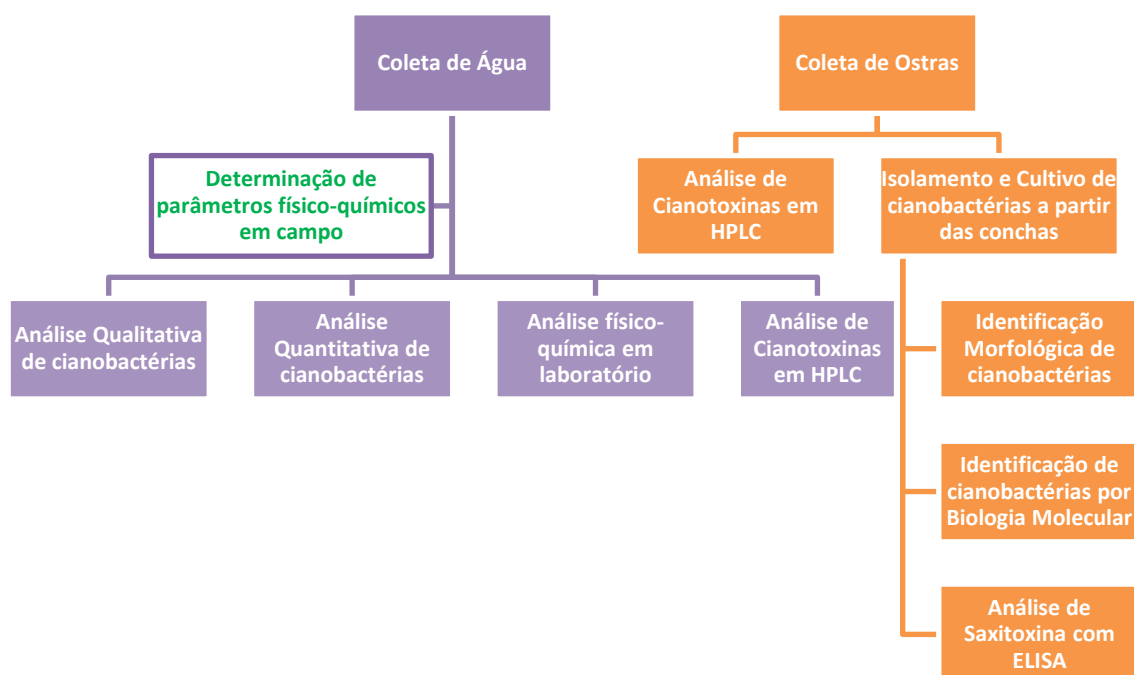 Coleta de Água
Coleta de Ostras
Determinação de
parâmetros físico-químicos
em campo
Análise de
Cianotoxinas em
HPLC
Isolamento e Cultivo de
cianobactérias a partir
das conchas
Análise Qualitativa
de cianobactérias
Análise
Quantitativa de
cianobactérias
Análise físico-
química em
laboratório
Análise de
Cianotoxinas
em HPLC
Identificação
Morfológica de
cianobactérias
Identificação de
cianobactérias por
Biologia Molecular
Análise de
Saxitoxina com
ELISA